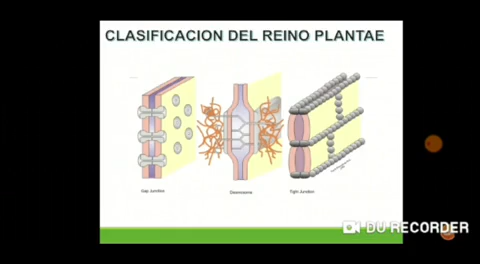 CLASIFICACION DEL REINO PLANTAE
Gap Junction
Desmosome
Tight Junction
DU RECORDER